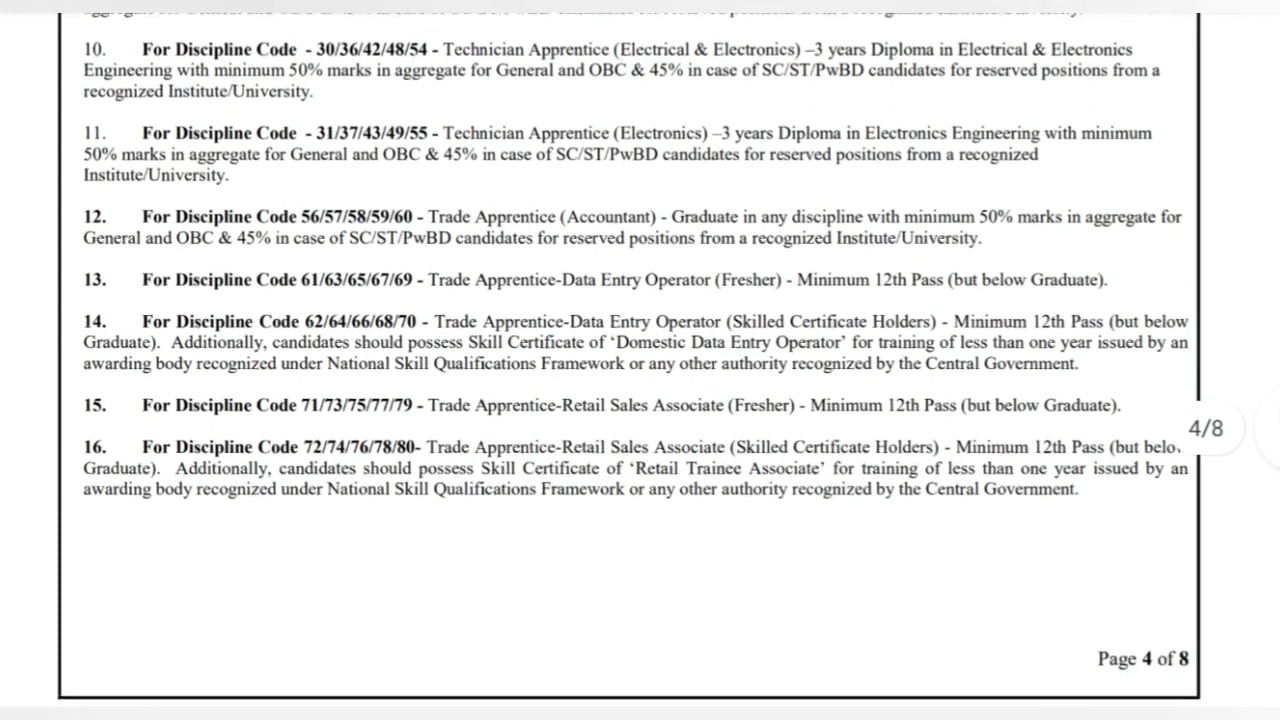 10. For Discipline Code - 30/36/42/48/54 - Technician Apprentice (Electrical & Electronics) –3 years Diploma in Electrical & Electronics
Engineering with minimum 50% marks in aggregate for General and OBC & 45% in case of SC/ST/PwBD candidates for reserved positions from a
recognized Institute/University.
11. For Discipline Code - 31/37/43/49/55 - Technician Apprentice (Electronics) –3 years Diploma in Electronics Engineering with minimum
50% marks in aggregate for General and OBC & 45% in case of SC/ST/PwBD candidates for reserved positions from a recognized
Institute/University.
12. For Discipline Code 56/57/58/59/60 - Trade Apprentice (Accountant) - Graduate in any discipline with minimum 50% marks in aggregate for
General and OBC & 45% in case of SC/ST/PwBD candidates for reserved positions from a recognized Institute/University.
13. For Discipline Code 61/63/65/67/69 - Trade Apprentice-Data Entry Operator (Fresher) - Minimum 12th Pass (but below Graduate).
14. For Discipline Code 62/64/66/68/70 - Trade Apprentice-Data Entry Operator (Skilled Certificate Holders) - Minimum 12th Pass (but below
Graduate). Additionally, candidates should possess Skill Certificate of ‘Domestic Data Entry Operator’ for training of less than one year issued by an
awarding body recognized under National Skill Qualifications Framework or any other authority recognized by the Central Government.
15. For Discipline Code 71/73/75/77/79 - Trade Apprentice-Retail Sales Associate (Fresher) - Minimum 12th Pass (but below Graduate).
4/8
16. For Discipline Code 72/74/76/78/80- Trade Apprentice-Retail Sales Associate (Skilled Certificate Holders) - Minimum 12th Pass (but
Graduate). Additionally, candidates should possess Skill Certificate of ‘Retail Trainee Associate’ for training of less than one year issued by an
awarding body recognized under National Skill Qualifications Framework or any other authority recognized by the Central Government.
Page 4 of 8